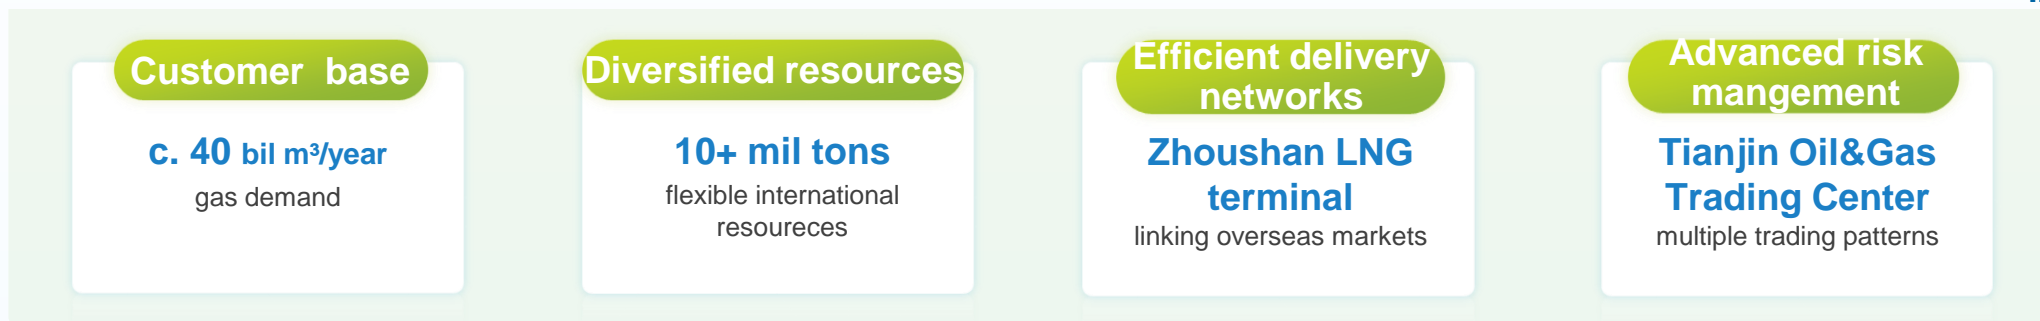 Customer base
c. 40 bil m³/year
gas demand
Diversified resources
10+ mil tons
flexible international
resoureces
Efficient delivery
networks
Zhoushan LNG
terminal
linking overseas markets
Advanced risk
mangement
Tianjin Oil&Gas
Trading Center
multiple trading patterns